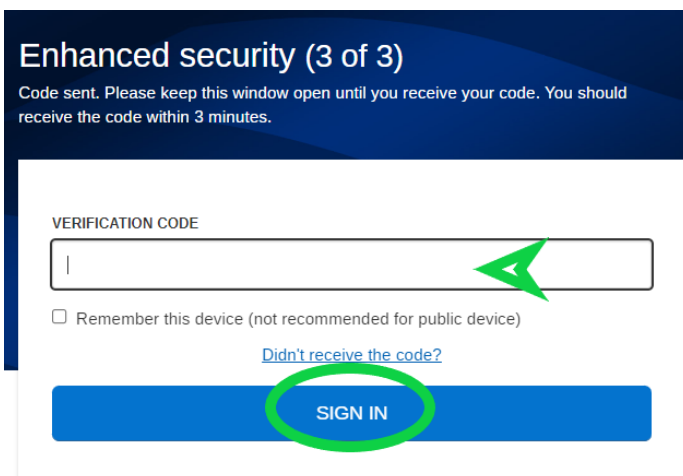 Enhanced security (3 of 3)
Code sent. Please keep this window open until you receive your code. You should
receive the code within 3 minutes.
VERIFICATION CODE
Remember this device (not recommended for public device)
Didn't receive the code?
SIGN IN